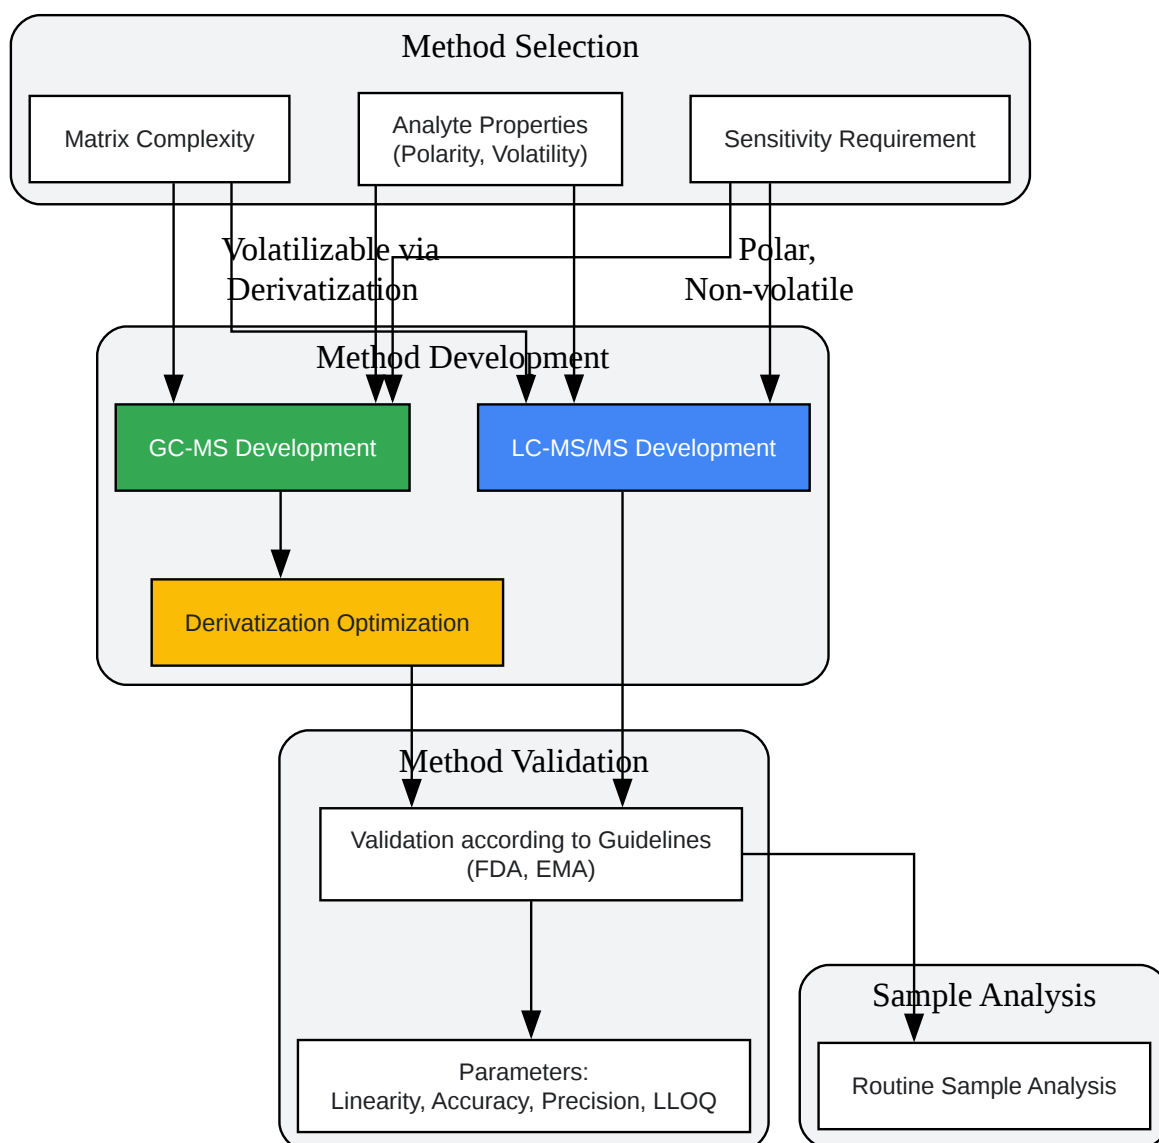 Method Selection
Matrix Complexity
Analyte Properties
(Polarity, Volatility)
Sensitivity Requirement
Volatilizable via
Derivatization
Polar,
Non-volatile
Method Development
GC-MS Development
LC-MS/MS Development
Derivatization Optimization
Method Validation
Validation according to Guidelines
(FDA, EMA)
Sample Analysis
Parameters:
Linearity, Accuracy, Precision, LLOQ
Routine Sample Analysis